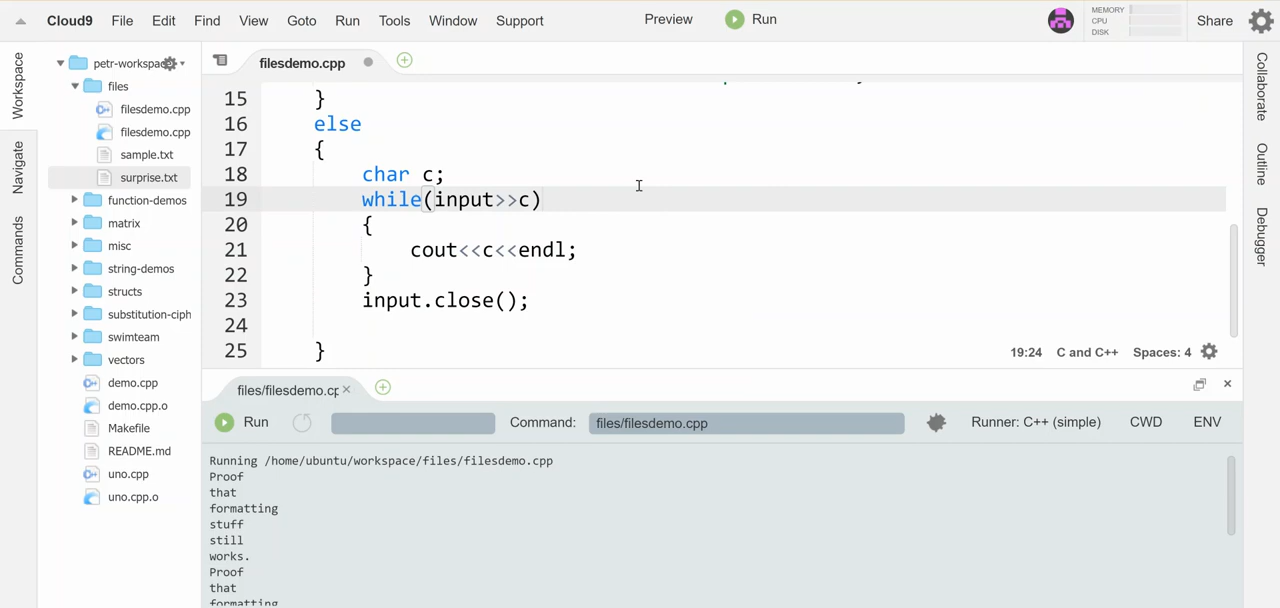 Cloud9 File Edit Find View Goto Run Tools Window Support Preview Run MEMORY CPU DISK Share
Workspace
Navigate
Commands
petr-workspac
files
filesdemo.cpp
filesdemo.cpp
sample.txt
surprise.txt
function-demos
matrix
misc
string-demos
structs
substitution-ciph
swimteam
vectors
demo.cpp
demo.cpp.o
Makefile
README.md
uno.cpp
uno.cpp.o
filesdemo.cpp
15 }
16 else
17 {
18 char c;
19 while(input>>c)
20 {
21 cout<<c<<endl;
22 }
23 input.close();
24
25 }
19:24 C and C++ Spaces: 4
files/filesdemo.cp
Run Command: files/filesdemo.cpp Runner: C++ (simple) CWD ENV
Running /home/ubuntu/workspace/files/filesdemo.cpp
Proof
that
formatting
stuff
still
works.
Proof
that
formatting
Collaborate
Outline
Debugger